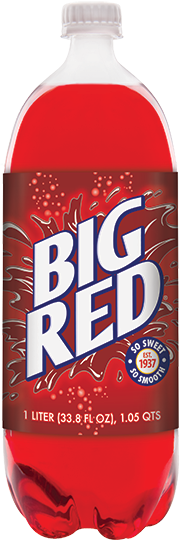 BIG
RED
SO SWEET
EST.
1937
SO SMOOTH
1 LITER (33.8 FL OZ), 1.05 QTS